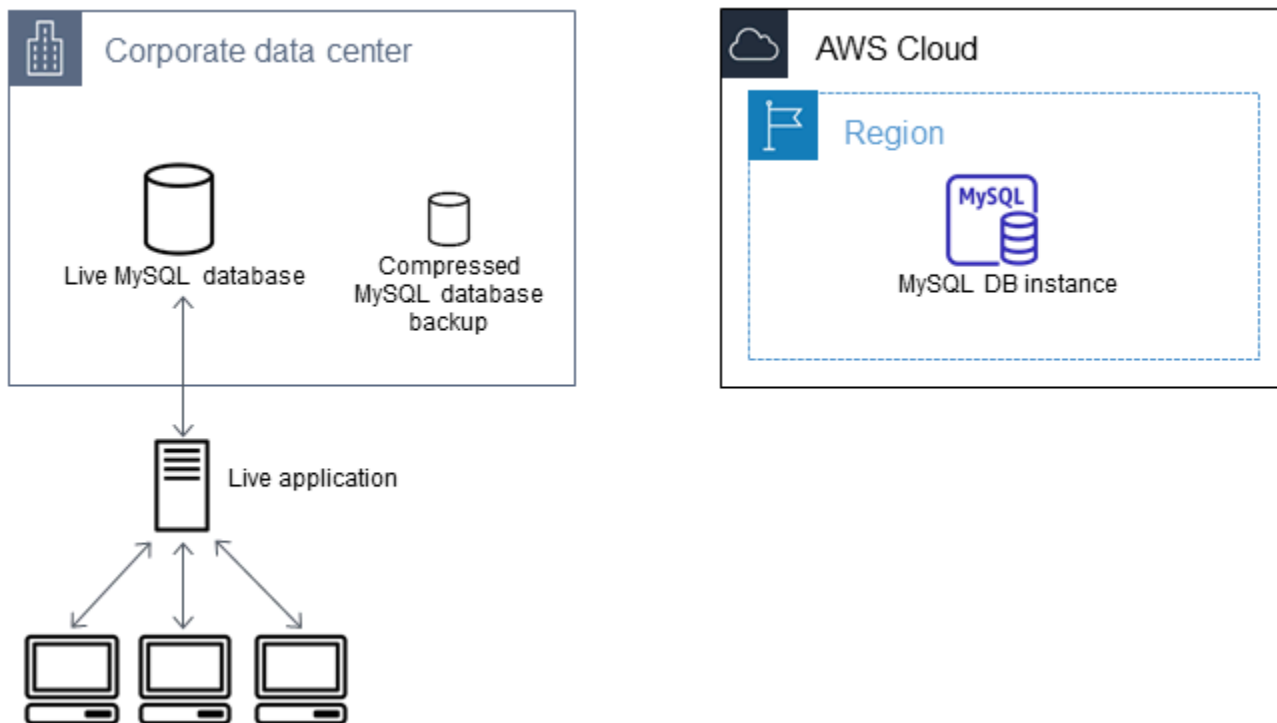 Corporate data center
AWS Cloud
Region
MySQL
Live MySQL database
Compressed
MySQL database
backup
MySQL DB instance
Live application